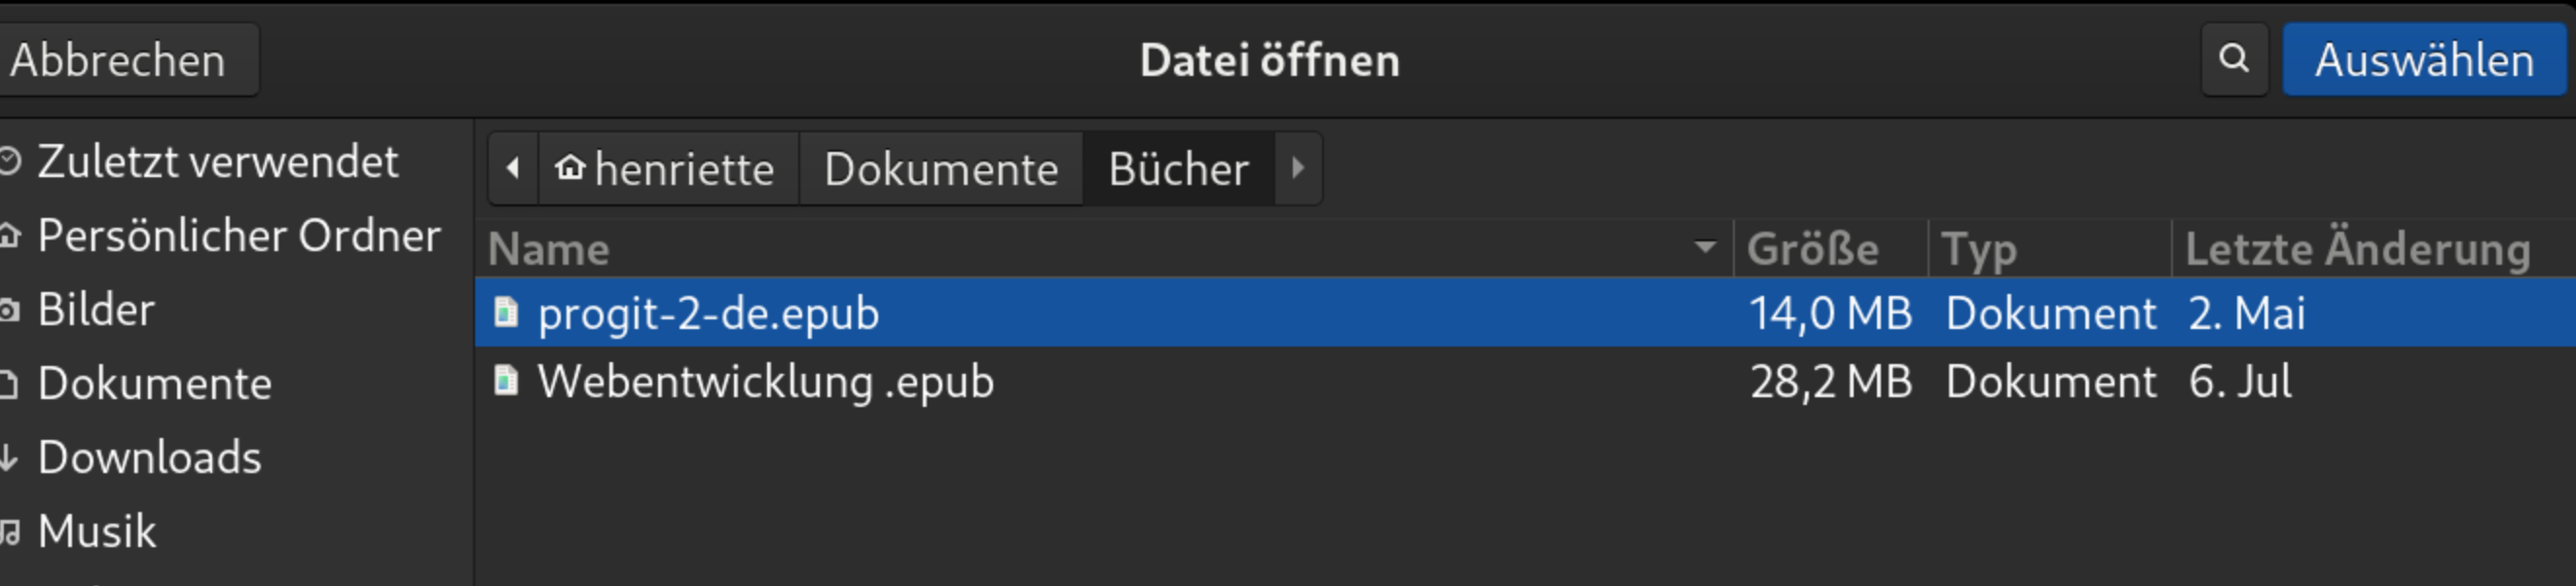 Abbrechen Datei öffnen Auswählen
Zuletzt verwendet
Persönlicher Ordner
Bilder
Dokumente
Downloads
Musik
henriette Dokumente Bücher
Name Größe Typ Letzte Änderung
progit-2-de.epub 14,0 MB Dokument 2. Mai
Webentwicklung .epub 28,2 MB Dokument 6. Jul